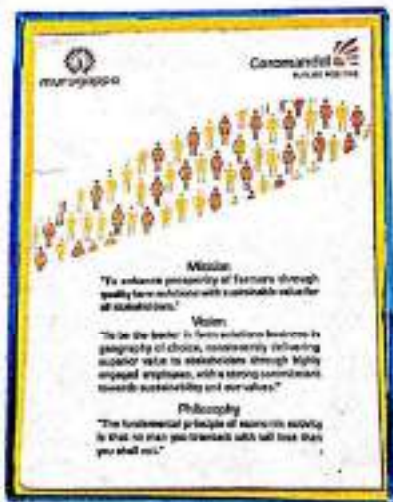 murugappa
Coromandel
FUTURE POSITIVE
Mission
"To enhance prosperity of farmers through
quality farm solutions with sustainable value for
all stakeholders."
Vision
"To be the leader in farm solutions business in
geography of choice, consistently delivering
superior value to stakeholders through highly
engaged employees, with a strong commitment
towards sustainability and our values."
Philosophy
"The fundamental principle of economic activity
is that no man you transact with will lose then
you shall not."